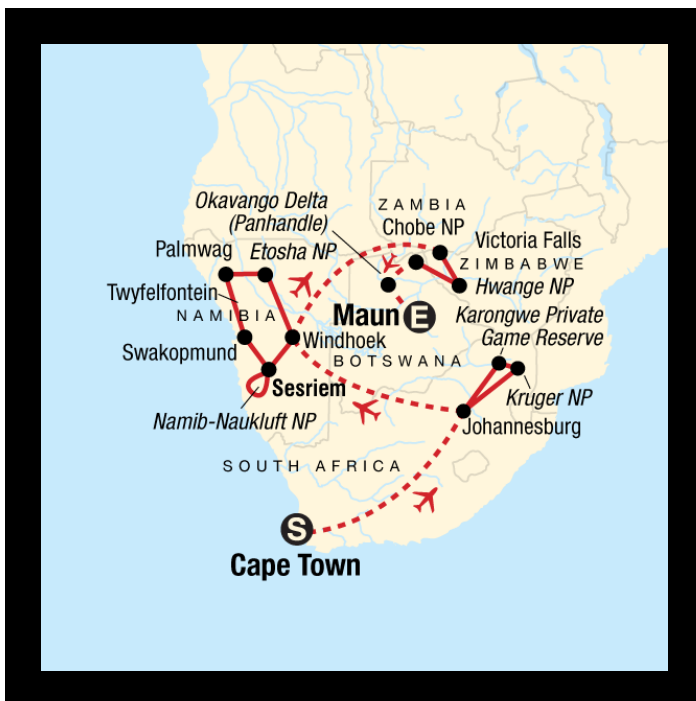 Okavango Delta
(Panhandle)
ZAMBIA
Chobe NP
Victoria Falls
ZIMBABWE
Palmwag
Etosha NP
Hwange NP
Twyfelfontein
NAMIBIA
Maun
E
Karongwe Private
Game Reserve
Swakopmund
Windhoek
BOTSWANA
Sesriem
Kruger NP
Namib-Naukluft NP
Johannesburg
SOUTH AFRICA
S
Cape Town